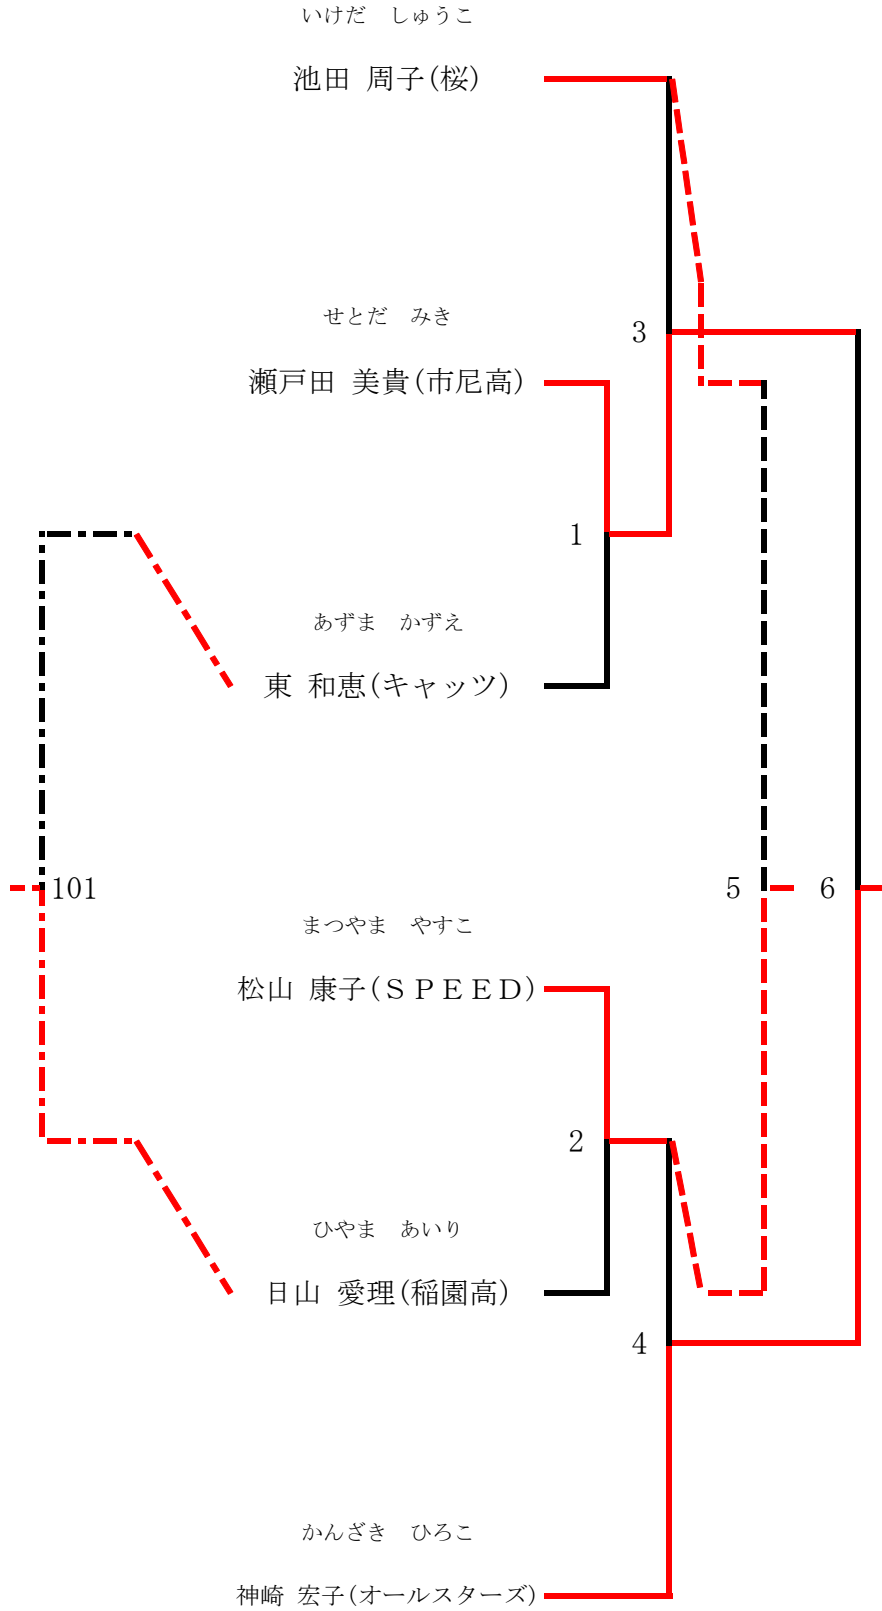 いけだ　しゅうこ
池田 周子(桜)
せとだ　みき
3
瀬戸田 美貴(市尼高)
1
あずま　かずえ
東 和恵(キャッツ)
101
5
6
まつやま　やすこ
松山 康子(ＳＰＥＥＤ)
2
ひやま　あいり
日山 愛理(稲園高)
4
かんざき　ひろこ
神崎 宏子(オールスターズ)